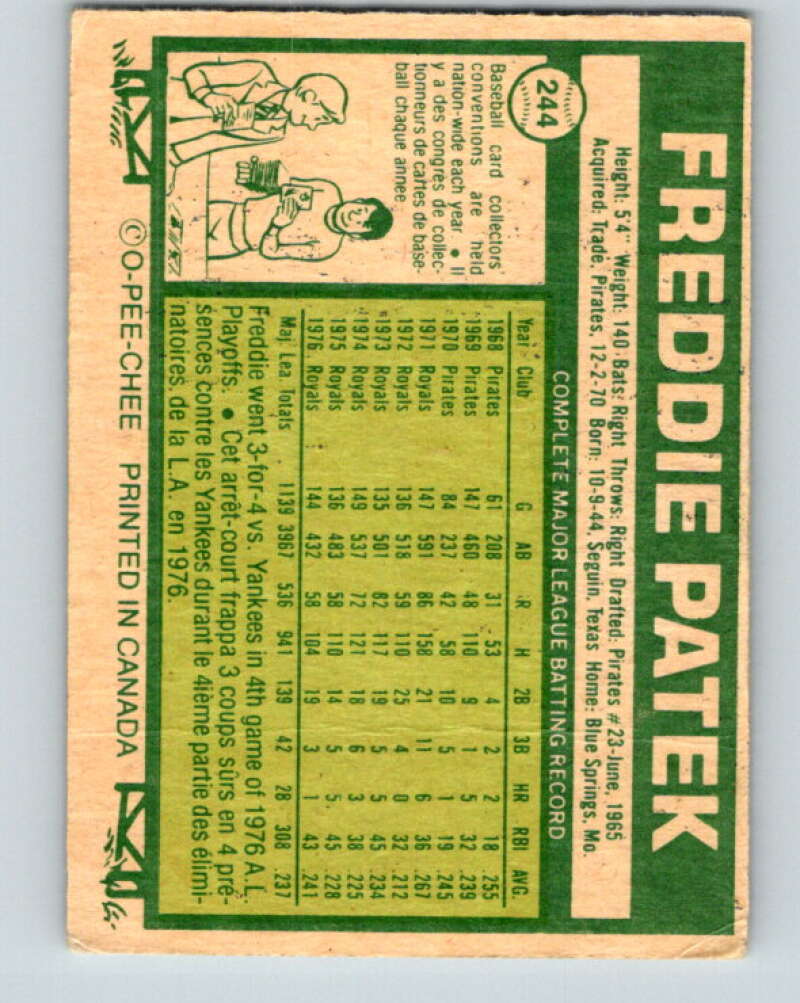 FREDDIE PATEK
244
Height: 5'4" Weight: 140 Bats: Right Throws: Right Drafted: Pirates #23-June, 1965
Acquired: Trade, Pirates, 12-2-70 Born: 10-9-44, Seguin, Texas Home: Blue Springs, Mo.
COMPLETE MAJOR LEAGUE BATTING RECORD
Baseball card collectors'
conventions are held
nation-wide each year. • Il
y a des congrès de collec-
tionneurs de cartes de base-
ball chaque année
Year Club G AB R H 2B 3B HR RBI AVG.
1968 Pirates 61 208 31 53 4 2 2 18 .255
1969 Pirates 147 460 48 110 9 1 5 32 .239
1970 Pirates 84 237 42 58 10 5 1 19 .245
1971 Royals 147 591 86 158 21 11 6 36 .267
1972 Royals 136 518 59 110 25 4 0 32 .212
1973 Royals 135 501 82 117 19 5 5 45 .234
1974 Royals 149 537 72 121 18 6 3 38 .225
1975 Royals 136 483 58 110 14 5 5 45 .228
1976 Royals 144 432 58 104 19 3 1 43 .241
Maj. Lea. Totals 1139 3967 536 941 139 42 28 308 .237
Freddie went 3-for-4 vs. Yankees in 4th game of 1976 A.L.
Playoffs. • Cet arrêt-court frappa 3 coups sûrs en 4 pré-
sences contre les Yankees durant le 4ième partie des élimi-
natoires de la L.A. en 1976.
©O-PEE-CHEE PRINTED IN CANADA